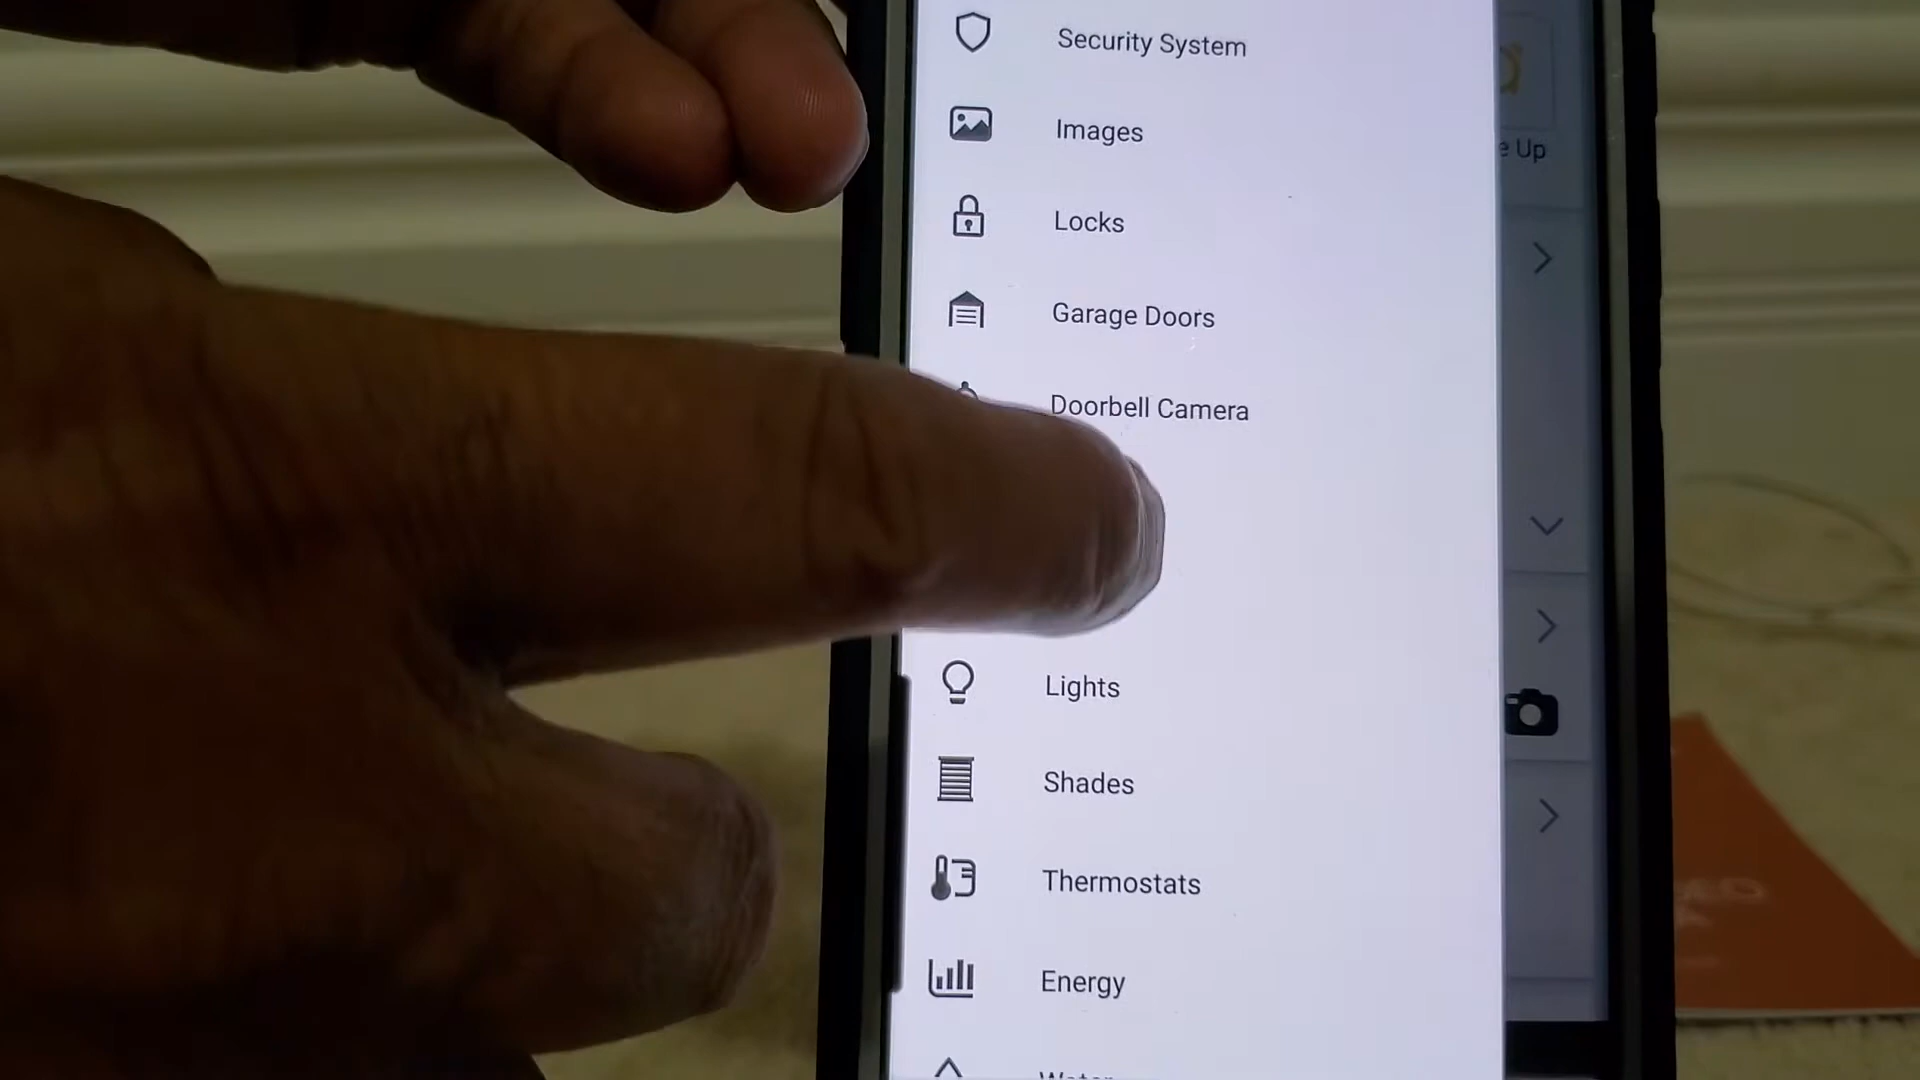 Security System
Images
e Up
Locks
Garage Doors
Doorbell Camera
Lights
Shades
Thermostats
Energy